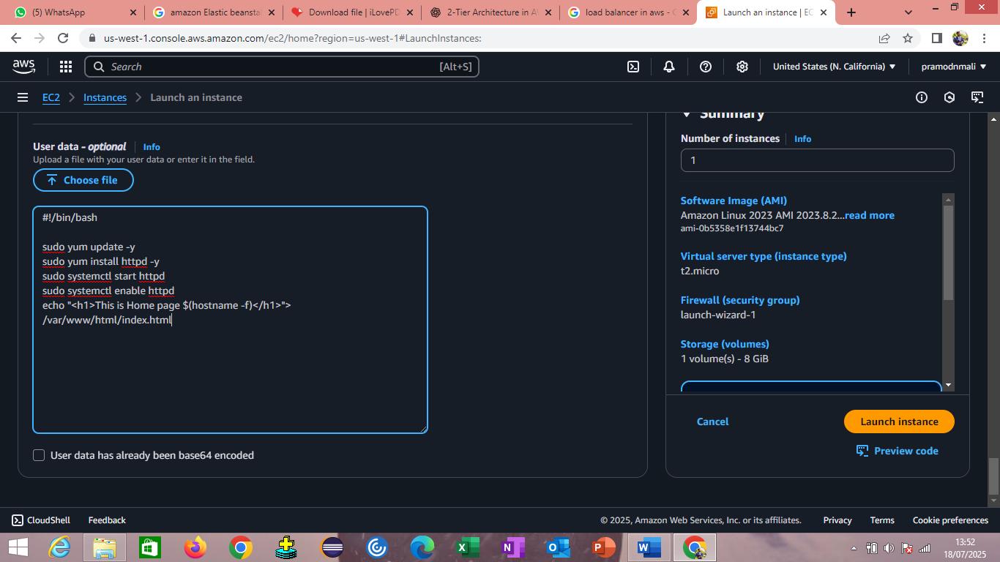 (5) WhatsApp
amazon Elastic beansta
Download file | iLovePD
2-Tier Architecture in A
load balancer in aws - G
Launch an instance | EC
us-west-1.console.aws.amazon.com/ec2/home?region=us-west-1#LaunchInstances:
aws
Search
[Alt+S]
United States (N. California)
pramodnmali
EC2
Instances
Launch an instance
User data - optional
Info
Upload a file with your user data or enter it in the field.
Choose file
#!/bin/bash
sudo yum update -y
sudo yum install httpd -y
sudo systemctl start httpd
sudo systemctl enable httpd
echo "<h1>This is Home page $(hostname -f)</h1>">
/var/www/html/index.html
User data has already been base64 encoded
Summary
Number of instances
Info
1
Software Image (AMI)
Amazon Linux 2023 AMI 2023.8.2...read more
ami-0b5358e1f13744bc7
Virtual server type (instance type)
t2.micro
Firewall (security group)
launch-wizard-1
Storage (volumes)
1 volume(s) - 8 GiB
Cancel
Launch instance
Preview code
CloudShell
Feedback
© 2025, Amazon Web Services, Inc. or its affiliates.
Privacy
Terms
Cookie preferences
13:52
18/07/2025